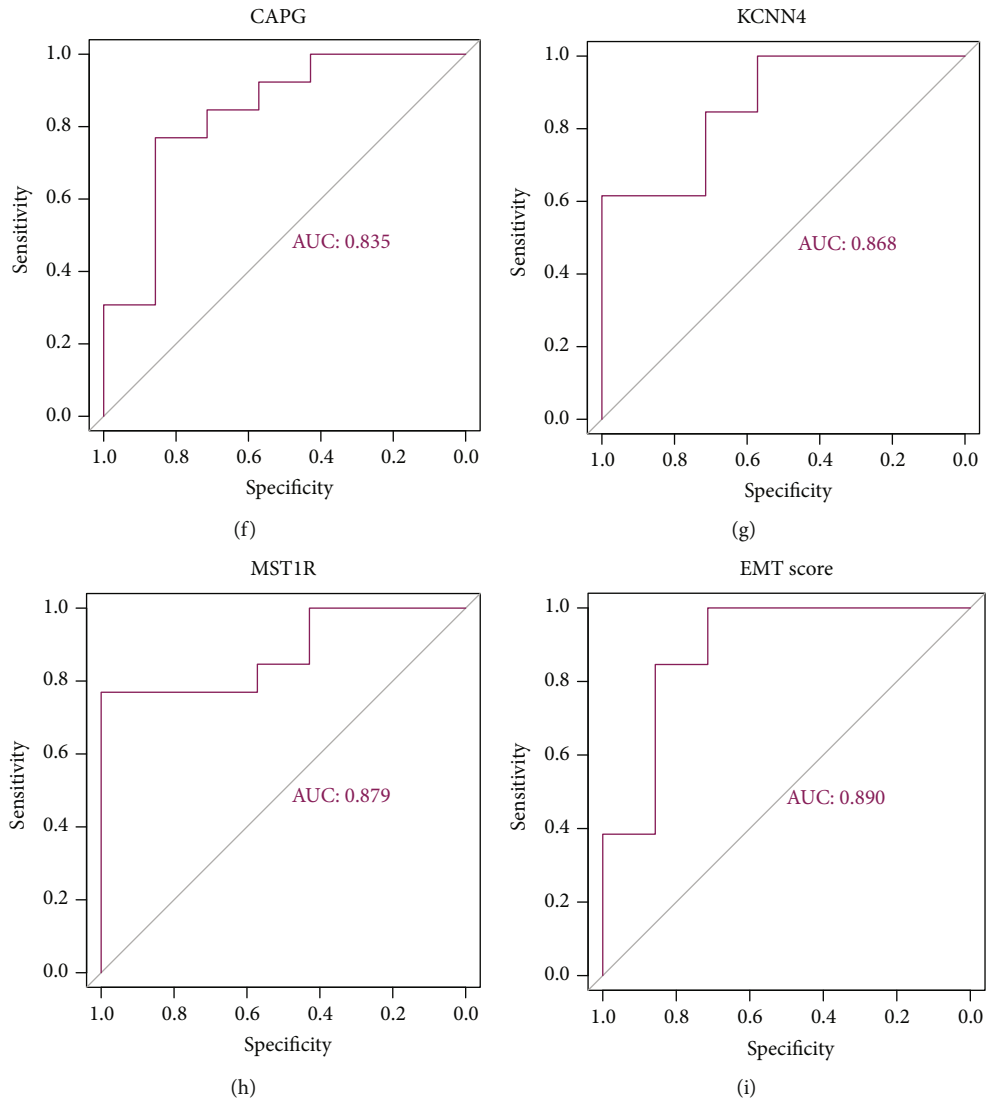 CAPG
1.0
0.8
0.6
0.4
0.2
0.0
Sensitivity
AUC: 0.835
1.0 0.8 0.6 0.4 0.2 0.0
Specificity
(f)
KCNN4
1.0
0.8
0.6
0.4
0.2
0.0
Sensitivity
AUC: 0.868
1.0 0.8 0.6 0.4 0.2 0.0
Specificity
(g)
MST1R
1.0
0.8
0.6
0.4
0.2
0.0
Sensitivity
AUC: 0.879
1.0 0.8 0.6 0.4 0.2 0.0
Specificity
(h)
EMT score
1.0
0.8
0.6
0.4
0.2
0.0
Sensitivity
AUC: 0.890
1.0 0.8 0.6 0.4 0.2 0.0
Specificity
(i)